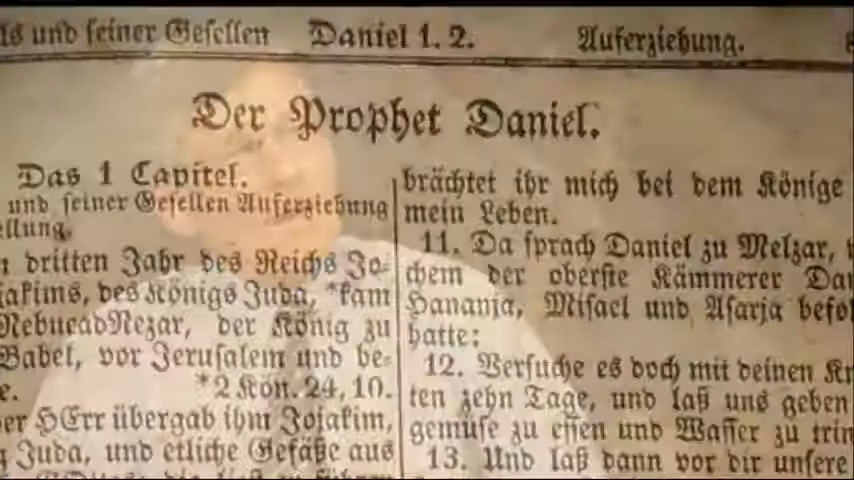 ls und seiner Gesellen Daniel 1. 2. Auferziehung.
Der Prophet Daniel.
Das 1 Capitel.
und seiner Gesellen Auferziehung
ellung.
n dritten Jahr des Reichs Jo-
jakims, des Königs Juda, *kam
NebucadNezar, der König zu
Babel, vor Jerusalem und be-
e. *2 Kön. 24, 10.
er HErr übergab ihm Jojakim,
g Juda, und etliche Gefäße aus
brächtet ihr mich bei dem Könige
mein Leben.
11. Da sprach Daniel zu Melzar,
chem der oberste Kämmerer Dan
Hananja, Misael und Asarja befoh
hatte:
12. Versuche es doch mit deinen Kn
ten zehn Tage, und laß uns geben
gemüse zu essen und Wasser zu trin
13. Und laß dann vor dir unsere